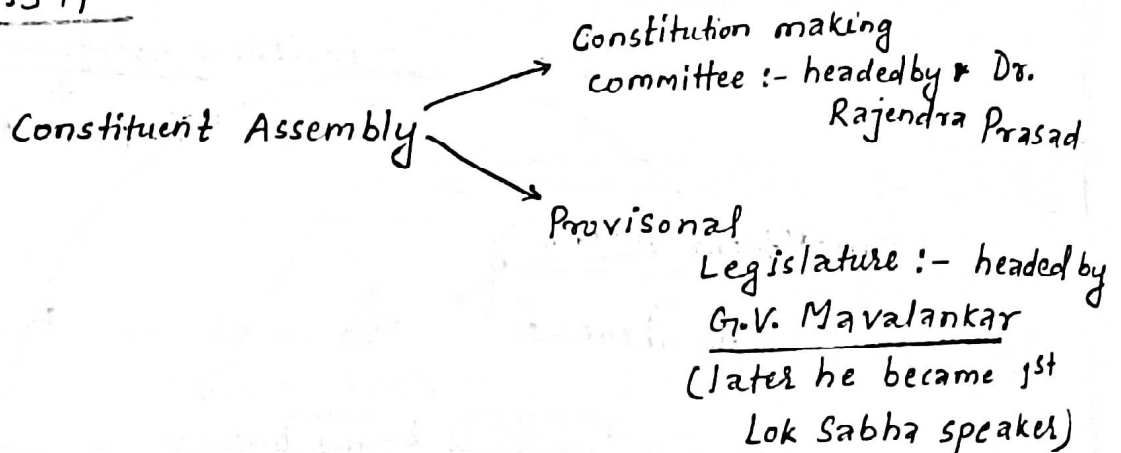 Constitution making
committee :- headed by Dr.
Rajendra Prasad
Constituent Assembly
Provisonal
Legislature :- headed by
G.V. Mavalankar
(later he became 1st
Lok Sabha speaker)